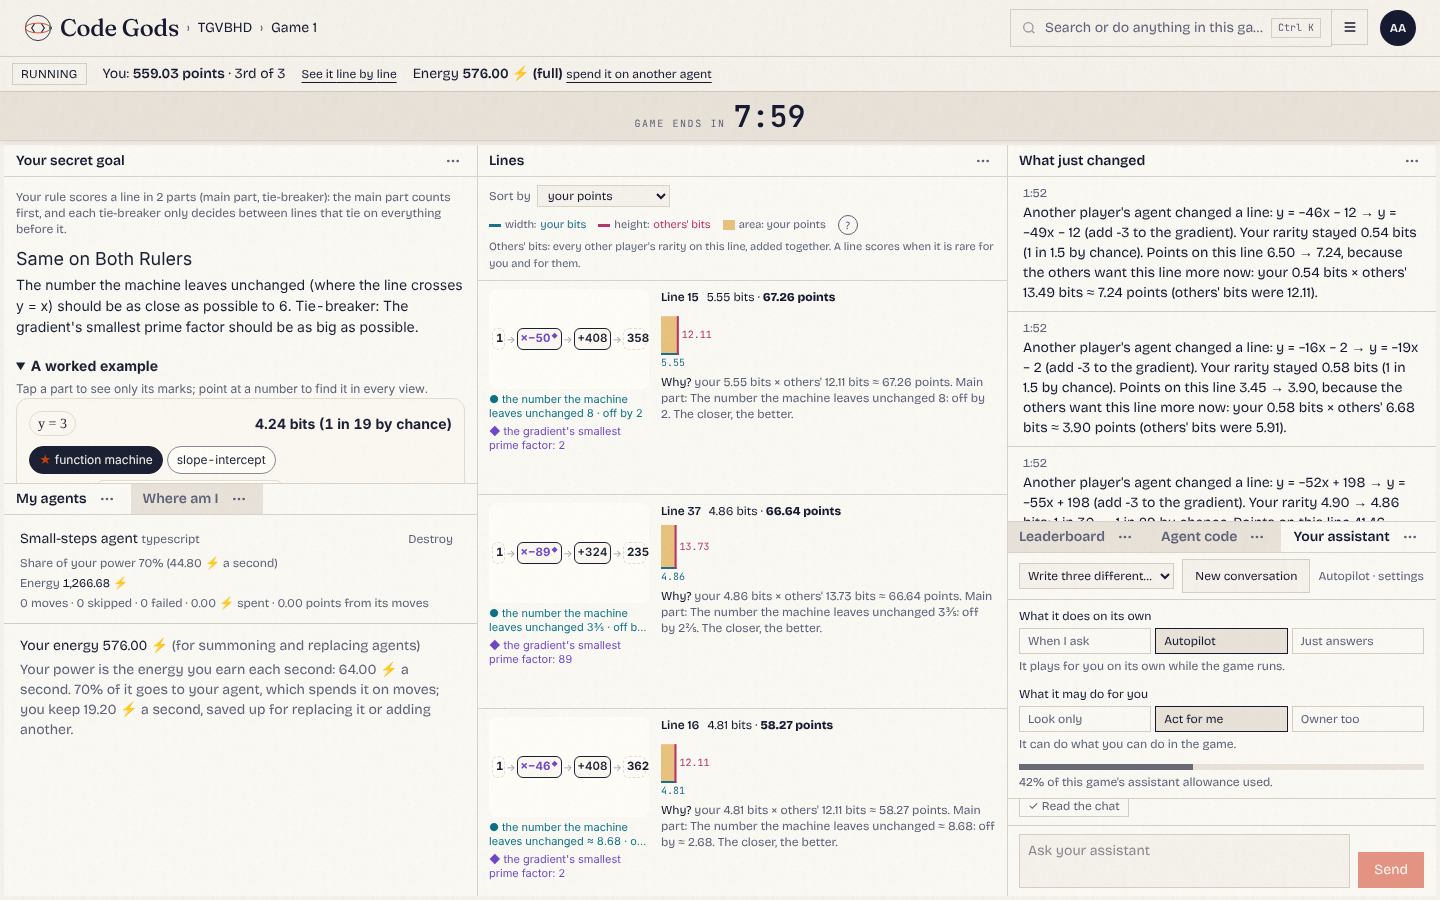 Code Gods › TGVBHD › Game 1
Search or do anything in this ga... Ctrl K ≡ AA
RUNNING You: 559.03 points · 3rd of 3 See it line by line Energy 576.00 ⚡ (full) spend it on another agent
GAME ENDS IN 7:59
Your secret goal ···
Your rule scores a line in 2 parts (main part, tie-breaker): the main part counts
first, and each tie-breaker only decides between lines that tie on everything
before it.
Same on Both Rulers
The number the machine leaves unchanged (where the line crosses
y = x) should be as close as possible to 6. Tie-breaker: The
gradient's smallest prime factor should be as big as possible.
▼ A worked example
Tap a part to see only its marks; point at a number to find it in every view.
y = 3 4.24 bits (1 in 19 by chance)
★ function machine slope-intercept
My agents ··· Where am I ···
Small-steps agent typescript Destroy
Share of your power 70% (44.80 ⚡ a second)
Energy 1,266.68 ⚡
0 moves · 0 skipped · 0 failed · 0.00 ⚡ spent · 0.00 points from its moves
Your energy 576.00 ⚡ (for summoning and replacing agents)
Your power is the energy you earn each second: 64.00 ⚡ a
second. 70% of it goes to your agent, which spends it on moves;
you keep 19.20 ⚡ a second, saved up for replacing it or adding
another.
Lines ···
Sort by your points
width: your bits height: others' bits area: your points ?
Others' bits: every other player's rarity on this line, added together. A line scores when it is rare for
you and for them.
1 → ×−50◆ → +408 → 358
● the number the machine
leaves unchanged 8 · off by 2
◆ the gradient's smallest
prime factor: 2
Line 15 5.55 bits · 67.26 points
12.11
5.55
Why? your 5.55 bits × others' 12.11 bits ≈ 67.26 points. Main
part: The number the machine leaves unchanged 8: off by
2. The closer, the better.
1 → ×−89◆ → +324 → 235
● the number the machine
leaves unchanged 3⅗ · off b...
◆ the gradient's smallest
prime factor: 89
Line 37 4.86 bits · 66.64 points
13.73
4.86
Why? your 4.86 bits × others' 13.73 bits ≈ 66.64 points. Main
part: The number the machine leaves unchanged 3⅗: off
by 2⅖. The closer, the better.
1 → ×−46◆ → +408 → 362
● the number the machine
leaves unchanged ≈ 8.68 · o...
◆ the gradient's smallest
prime factor: 2
Line 16 4.81 bits · 58.27 points
12.11
4.81
Why? your 4.81 bits × others' 12.11 bits ≈ 58.27 points. Main
part: The number the machine leaves unchanged ≈ 8.68: off
by ≈ 2.68. The closer, the better.
What just changed ···
1:52
Another player's agent changed a line: y = −46x − 12 → y =
−49x − 12 (add -3 to the gradient). Your rarity stayed 0.54 bits
(1 in 1.5 by chance). Points on this line 6.50 → 7.24, because
the others want this line more now: your 0.54 bits × others'
13.49 bits ≈ 7.24 points (others' bits were 12.11).
1:52
Another player's agent changed a line: y = −16x − 2 → y = −19x
− 2 (add -3 to the gradient). Your rarity stayed 0.58 bits (1 in
1.5 by chance). Points on this line 3.45 → 3.90, because the
others want this line more now: your 0.58 bits × others' 6.68
bits ≈ 3.90 points (others' bits were 5.91).
1:52
Another player's agent changed a line: y = −52x + 198 → y =
−55x + 198 (add -3 to the gradient). Your rarity 4.90 → 4.86
Leaderboard ··· Agent code ··· Your assistant ···
Write three different... New conversation Autopilot · settings
What it does on its own
When I ask Autopilot Just answers
It plays for you on its own while the game runs.
What it may do for you
Look only Act for me Owner too
It can do what you can do in the game.
42% of this game's assistant allowance used.
✓ Read the chat
Ask your assistant
Send